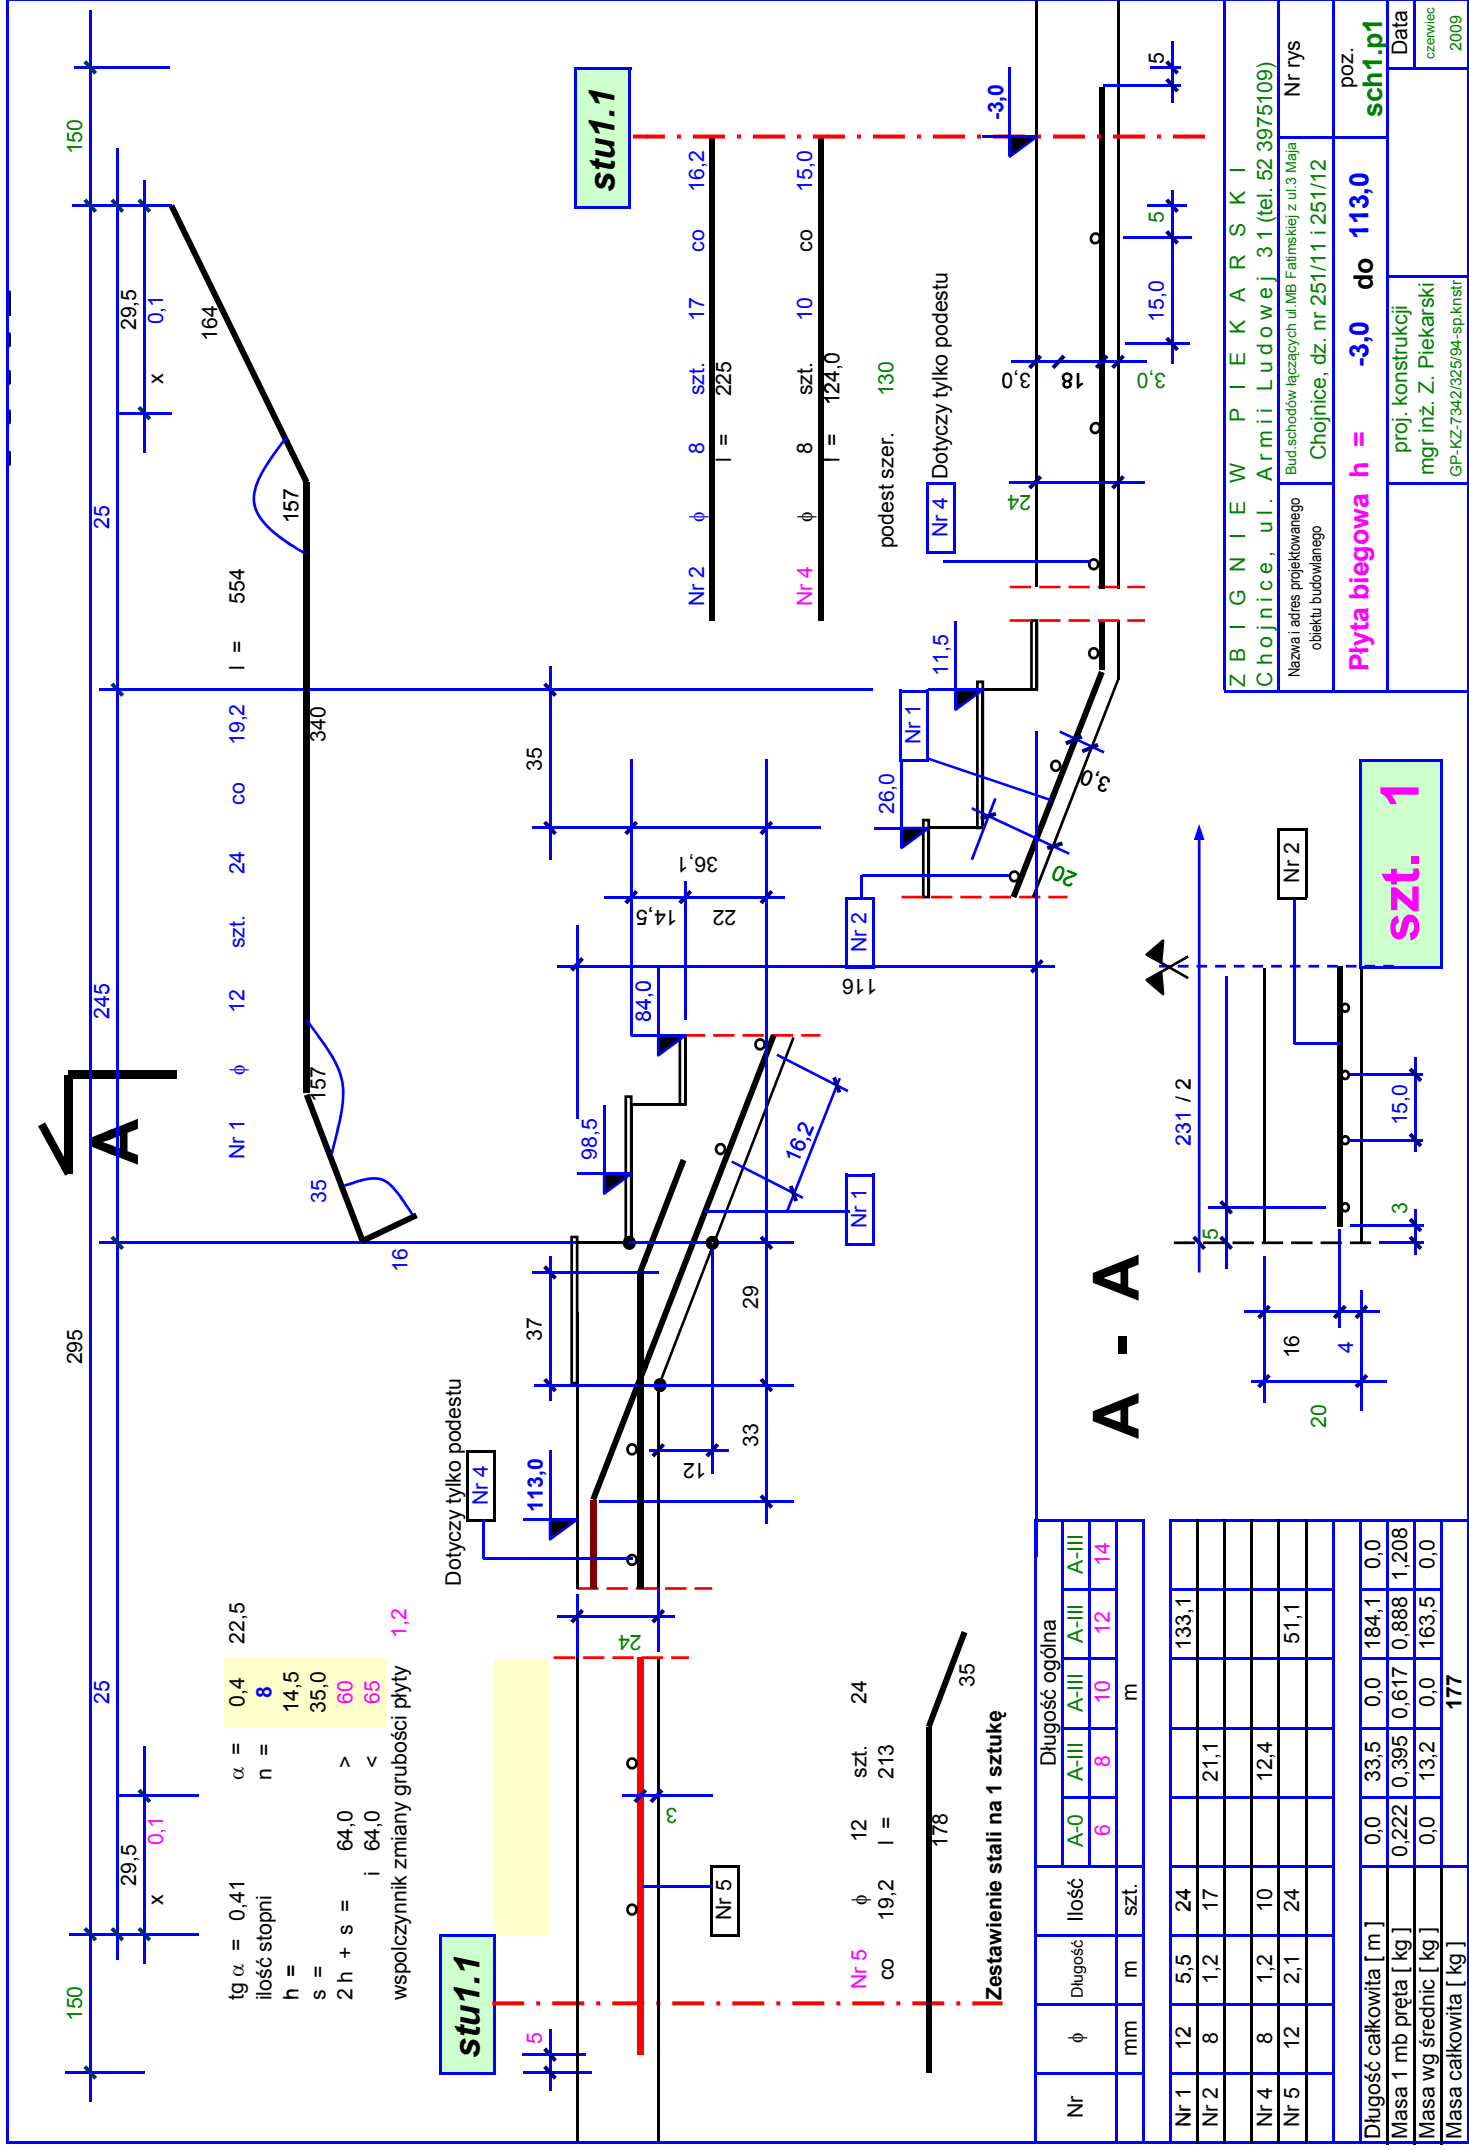 150
295
150
25
245
25
29,5
x
0,1
29,5
x
0,1
tg α = 0,41 α = 0,4 22,5
ilość stopni n = 8
h = 14,5
s = 35,0
2 h + s = 64,0 > 60
i 64,0 < 65
wspolczynnik zmiany grubości płyty 1,2
A
Nr 1 ϕ 12 szt. 24 co 19,2 l = 554
16
35
157
340
157
164
stu1.1
5
Nr 5
3
24
Dotyczy tylko podestu
Nr 4
113,0
37
12
33
29
98,5
84,0
14,5
22
36,1
16,2
Nr 1
35
116
Nr 2
26,0
Nr 1
11,5
20
3,0
stu1.1
Nr 2 ϕ 8 szt. 17 co 16,2
l = 225
Nr 4 ϕ 8 szt. 10 co 15,0
l = 124,0
podest szer. 130
Nr 4 Dotyczy tylko podestu
-3,0
24
3,0
18
3,0
15,0
5
5
Nr 5 ϕ 12 szt. 24
co 19,2 l = 213
178
35
Zestawienie stali na 1 sztukę
Nr ϕ Długość Ilość Długość ogólna
A-0 A-III A-III A-III A-III
6 8 10 12 14
mm m szt. m
Nr 1 12 5,5 24 133,1
Nr 2 8 1,2 17 21,1
Nr 4 8 1,2 10 12,4
Nr 5 12 2,1 24 51,1
Długość całkowita [ m ] 0,0 33,5 0,0 184,1 0,0
Masa 1 mb pręta [ kg ] 0,222 0,395 0,617 0,888 1,208
Masa wg średnic [ kg ] 0,0 13,2 0,0 163,5 0,0
Masa całkowita [ kg ] 177
A - A
231 / 2
5
16
4
20
3
15,0
Nr 2
szt. 1
Z B I G N I E W P I E K A R S K I
Chojnice, ul. Armii Ludowej 31 (tel. 52 3975109)
Nazwa i adres projektowanego
obiektu budowlanego
Bud.schodów łączących ul.MB Fatimskiej z ul.3 Maja
Chojnice, dz. nr 251/11 i 251/12
Nr rys
Płyta biegowa h = -3,0 do 113,0
poz.
sch1.p1
proj. konstrukcji
mgr inż. Z. Piekarski
GP-KZ-7342/325/94-sp.knstr
Data
czerwiec
2009